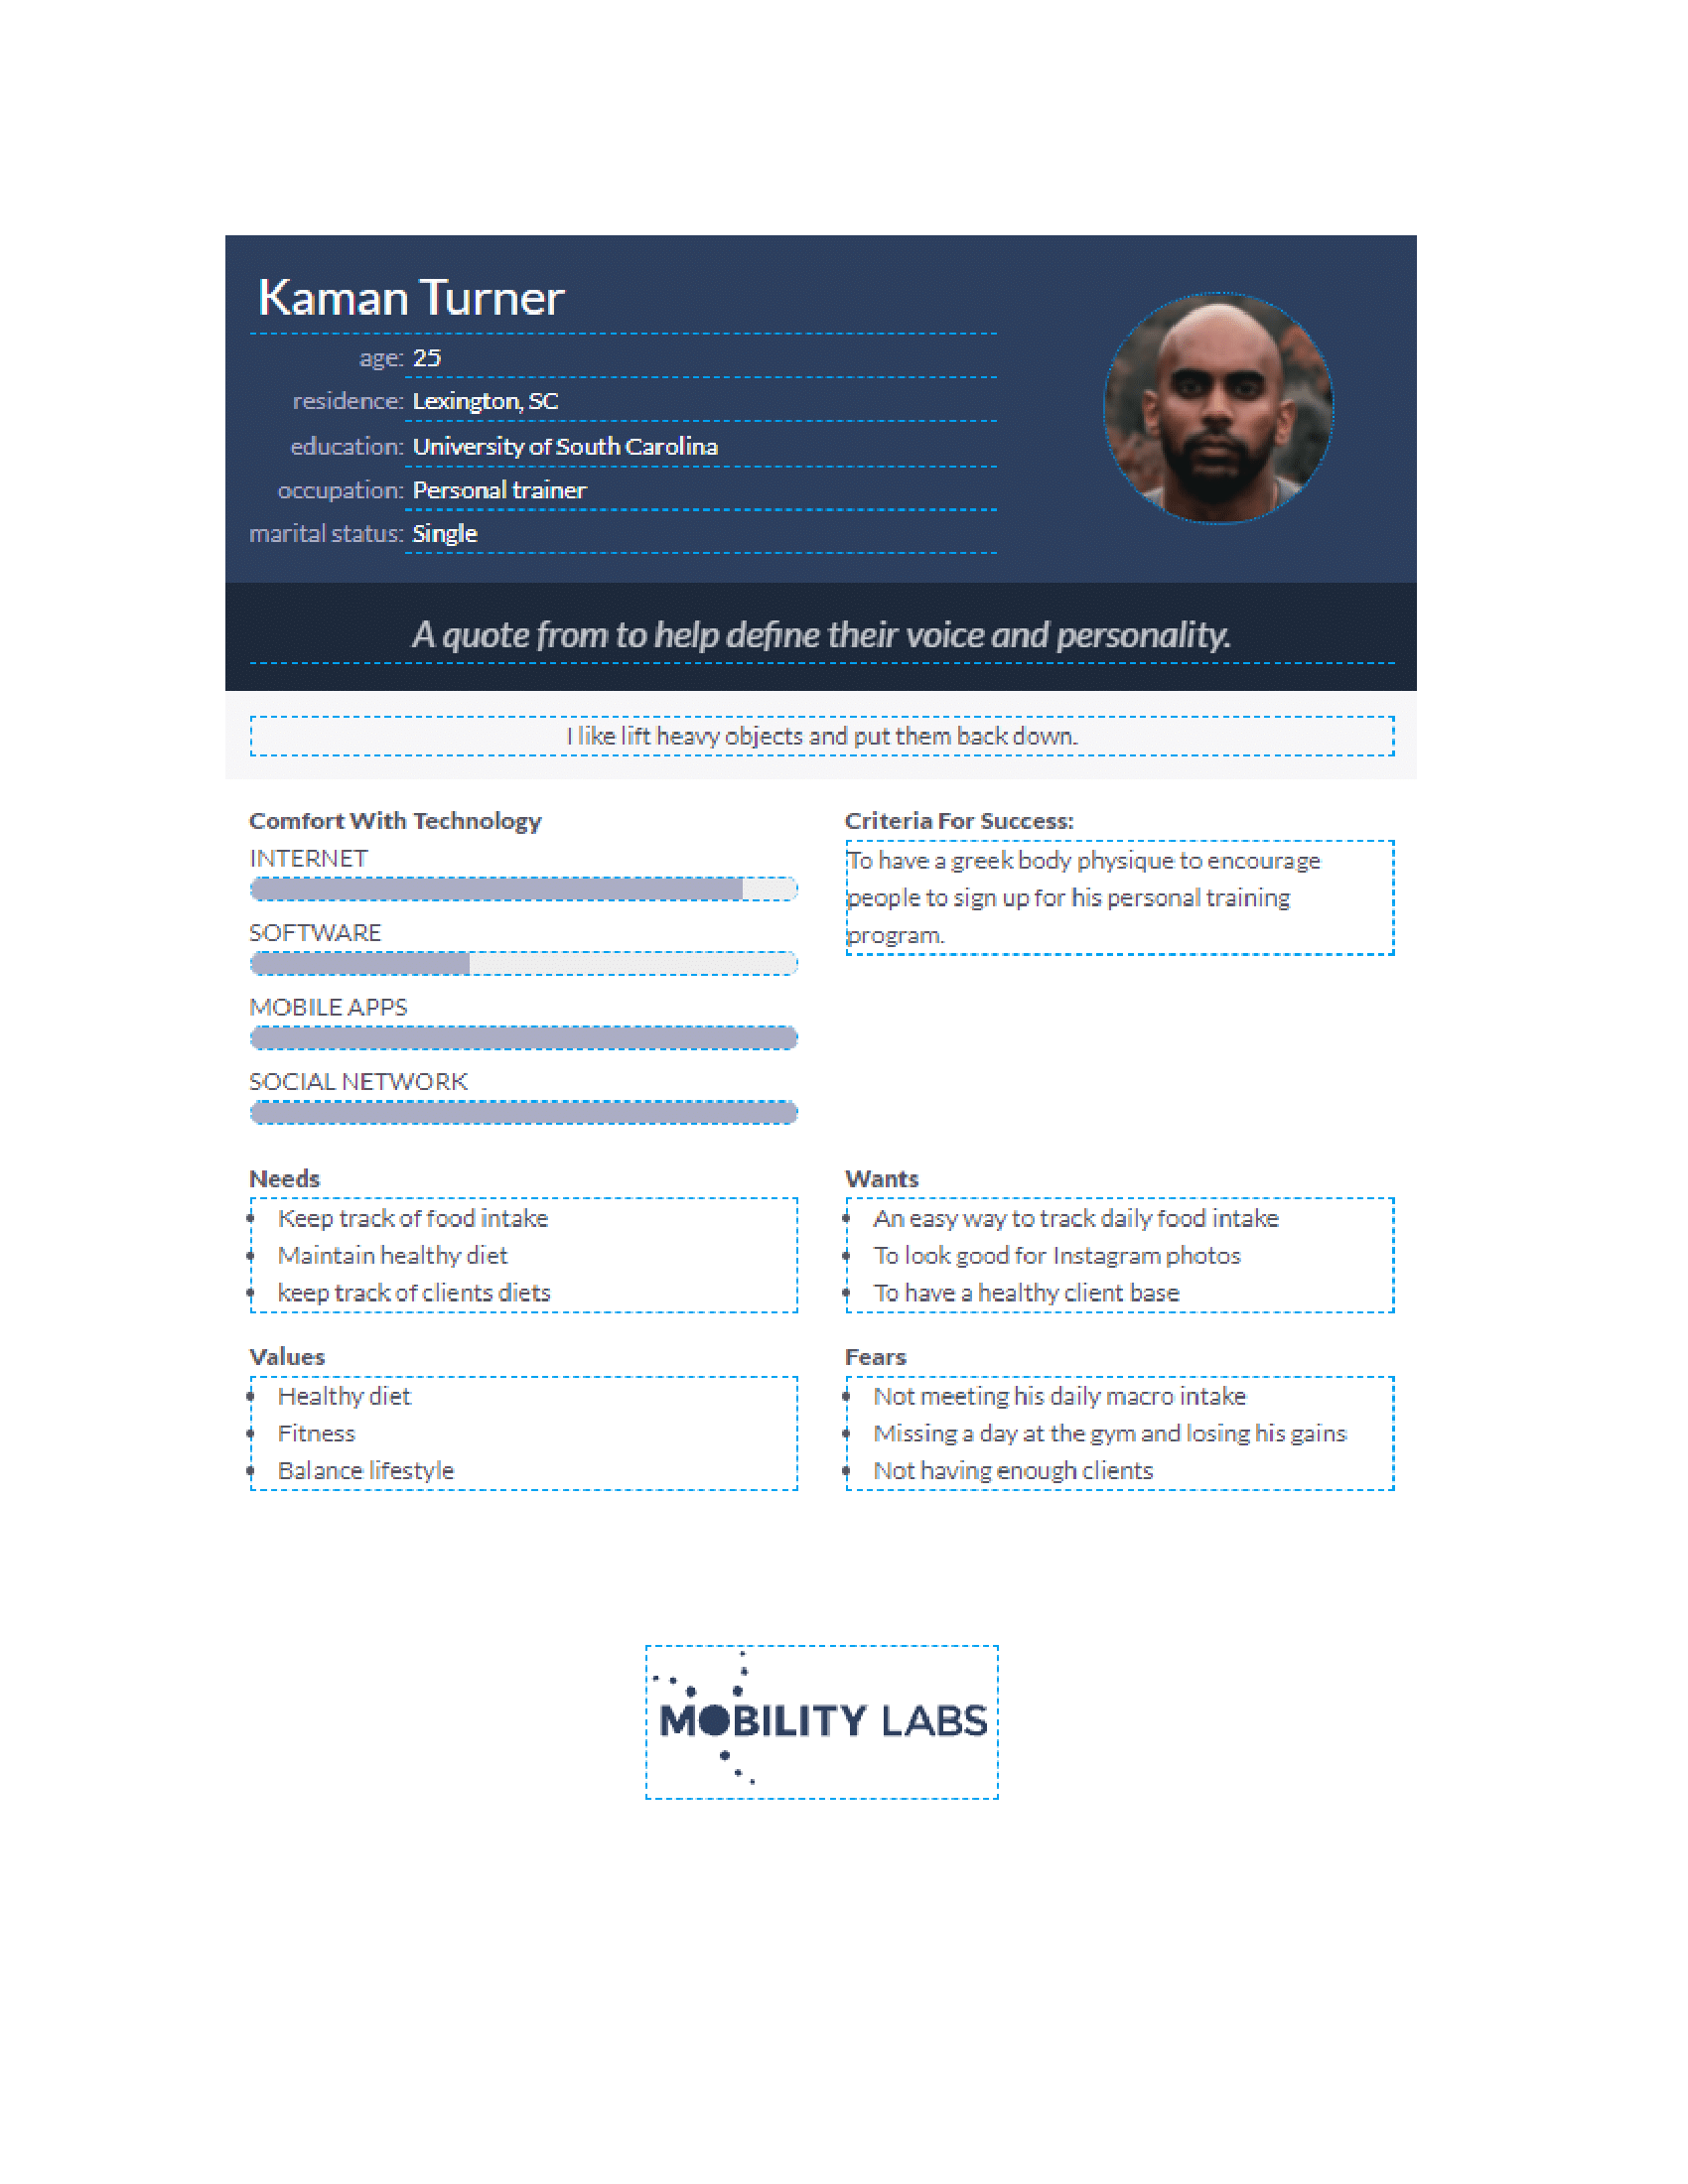 Kaman Turner
age: 25
residence: Lexington, SC
education: University of South Carolina
occupation: Personal trainer
marital status: Single
A quote from to help define their voice and personality.
I like lift heavy objects and put them back down.
Comfort With Technology
INTERNET
SOFTWARE
MOBILE APPS
SOCIAL NETWORK
Criteria For Success:
To have a greek body physique to encourage
people to sign up for his personal training
program.
Needs
• Keep track of food intake
• Maintain healthy diet
• keep track of clients diets
Wants
• An easy way to track daily food intake
• To look good for Instagram photos
• To have a healthy client base
Values
• Healthy diet
• Fitness
• Balance lifestyle
Fears
• Not meeting his daily macro intake
• Missing a day at the gym and losing his gains
• Not having enough clients
MOBILITY LABS